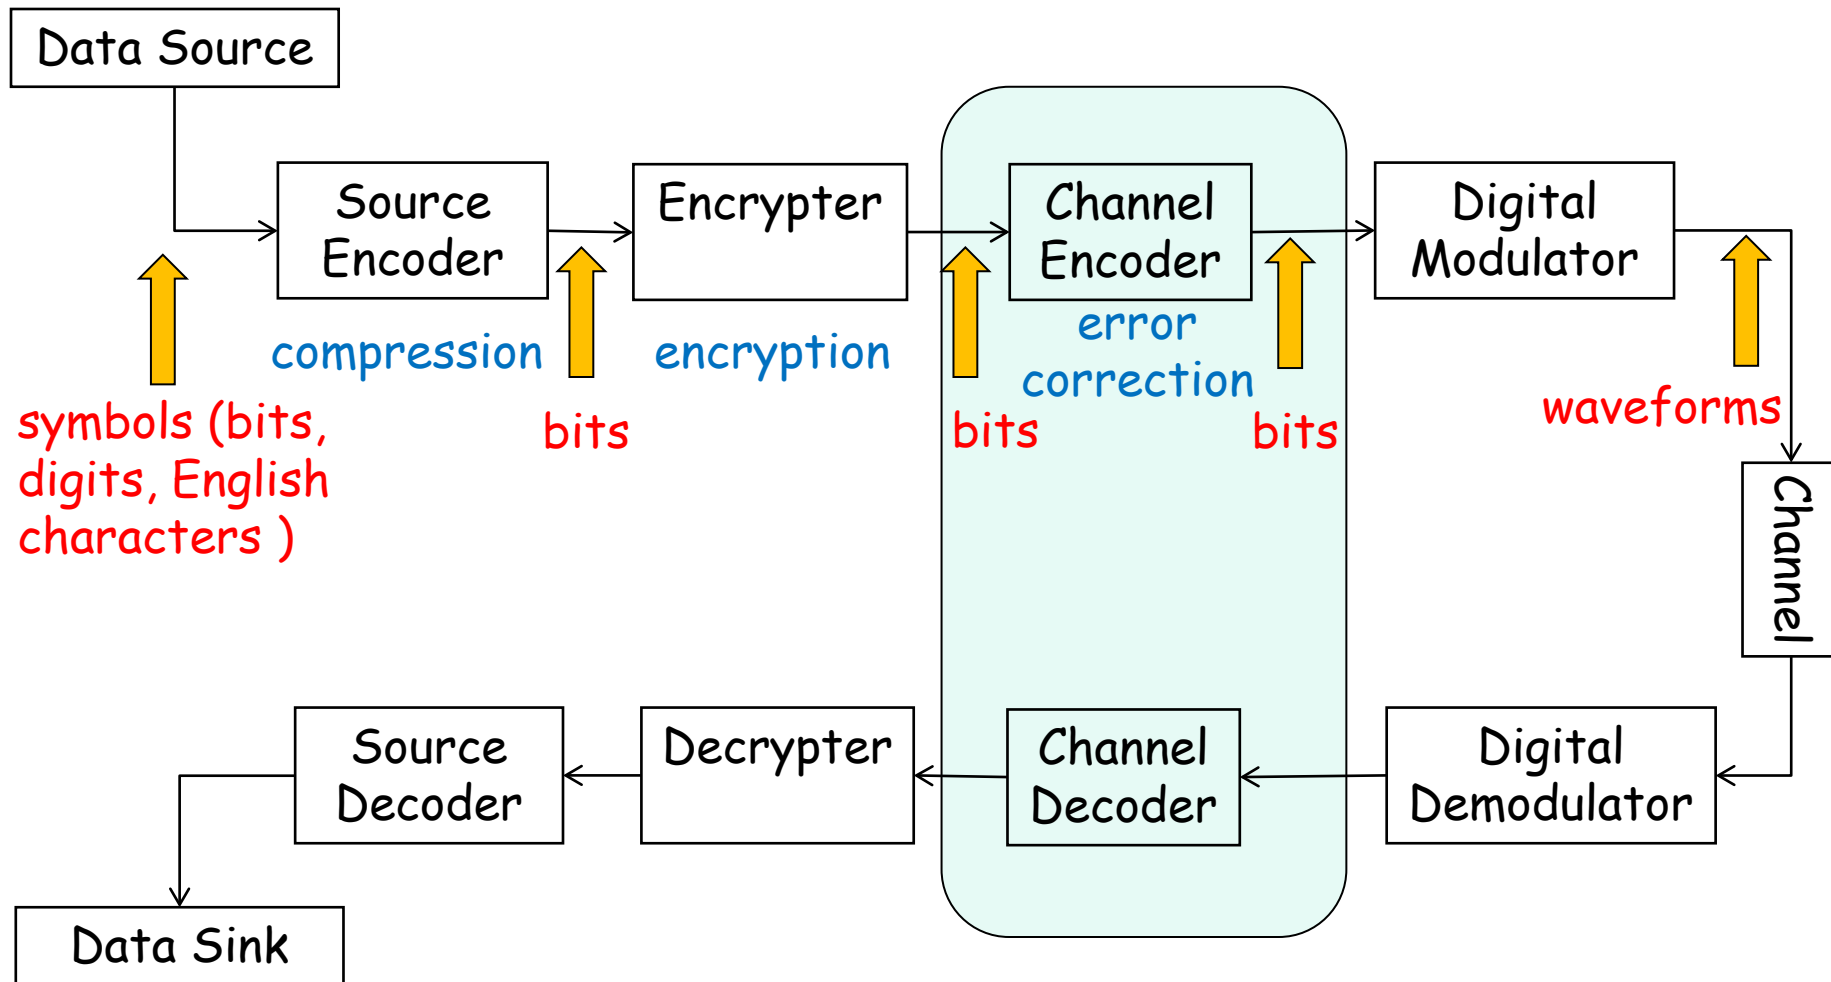 Data Source
Source
Encoder
Encrypter
Channel
Encoder
Digital
Modulator
compression
encryption
error
correction
symbols (bits,
digits, English
characters )
bits
bits
bits
waveforms
Channel
Source
Decoder
Decrypter
Channel
Decoder
Digital
Demodulator
Data Sink